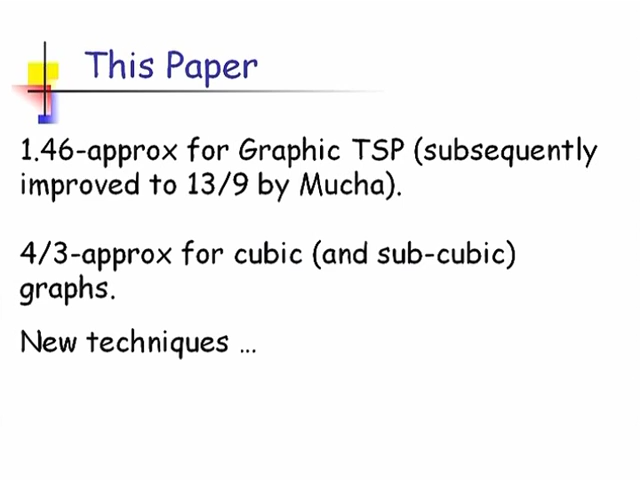 This Paper
1.46-approx for Graphic TSP (subsequently
improved to 13/9 by Mucha).
4/3-approx for cubic (and sub-cubic)
graphs.
New techniques ...